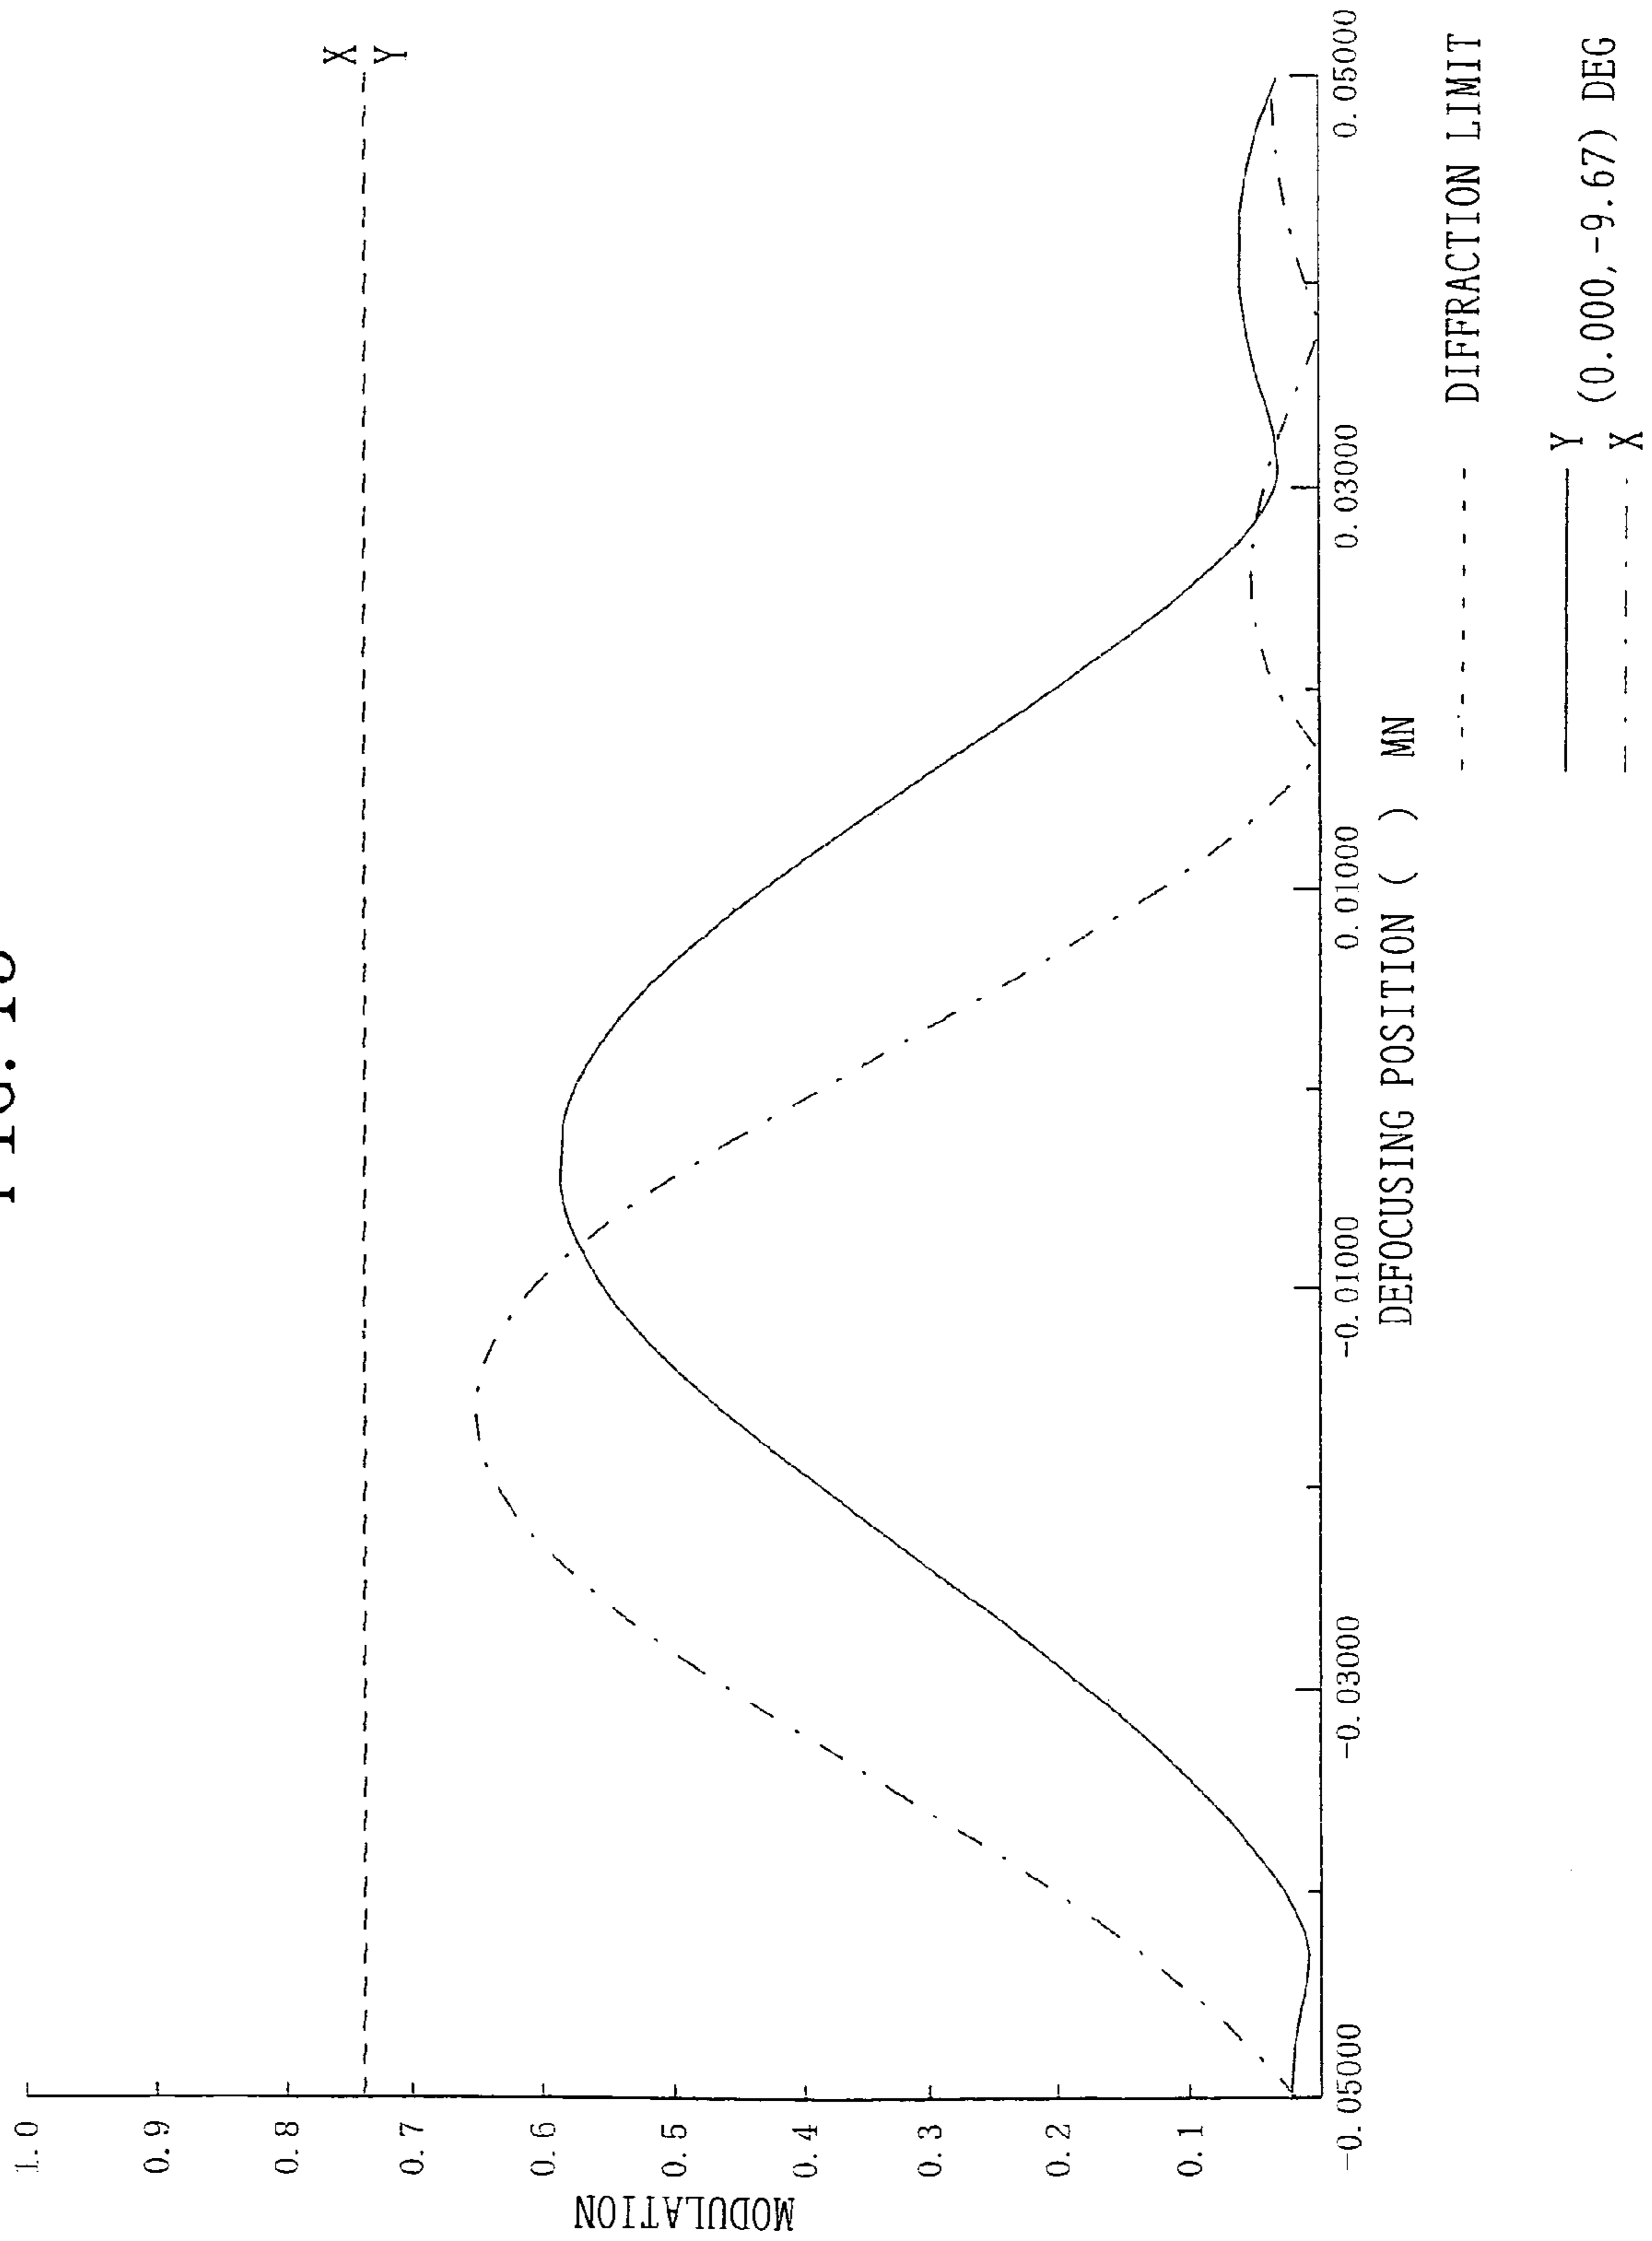 1.0
0.9
0.8
0.7
0.6
0.5
0.4
0.3
0.2
0.1
MODULATION
X
Y
-0.05000
-0.03000
-0.01000
0.01000
0.03000
0.05000
DEFOCUSING POSITION ( ) MN
DIFFRACTION LIMIT
Y
(0.000,-9.67) DEG
X